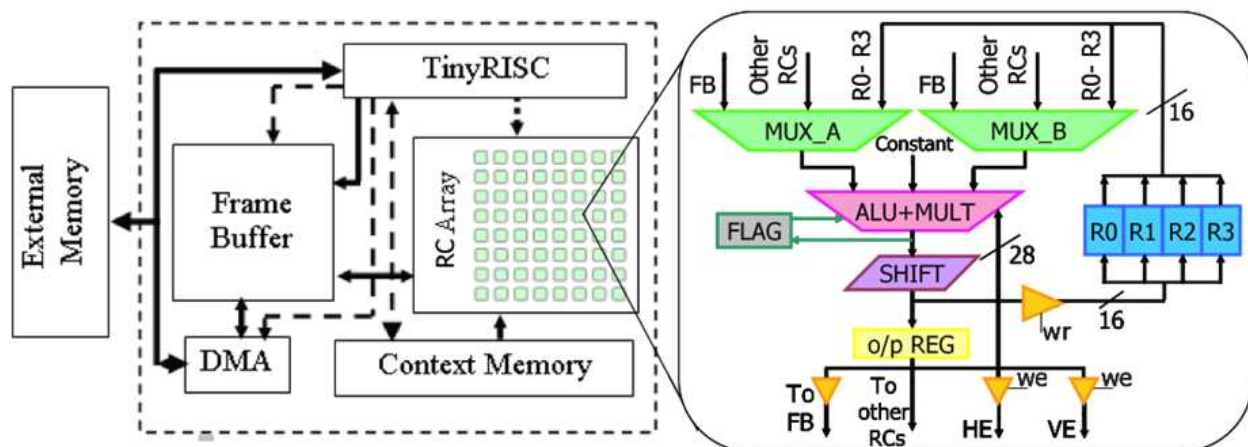 TinyRISC
External
Memory
Frame
Buffer
RC Array
DMA
Context Memory
FB
Other
RCs
R0- R3
FB
Other
RCs
R0- R3
16
MUX_A
MUX_B
Constant
ALU+MULT
FLAG
R0 R1 R2 R3
28
SHIFT
wr
16
o/p REG
we
we
To
FB
To
other
RCs
HE
VE